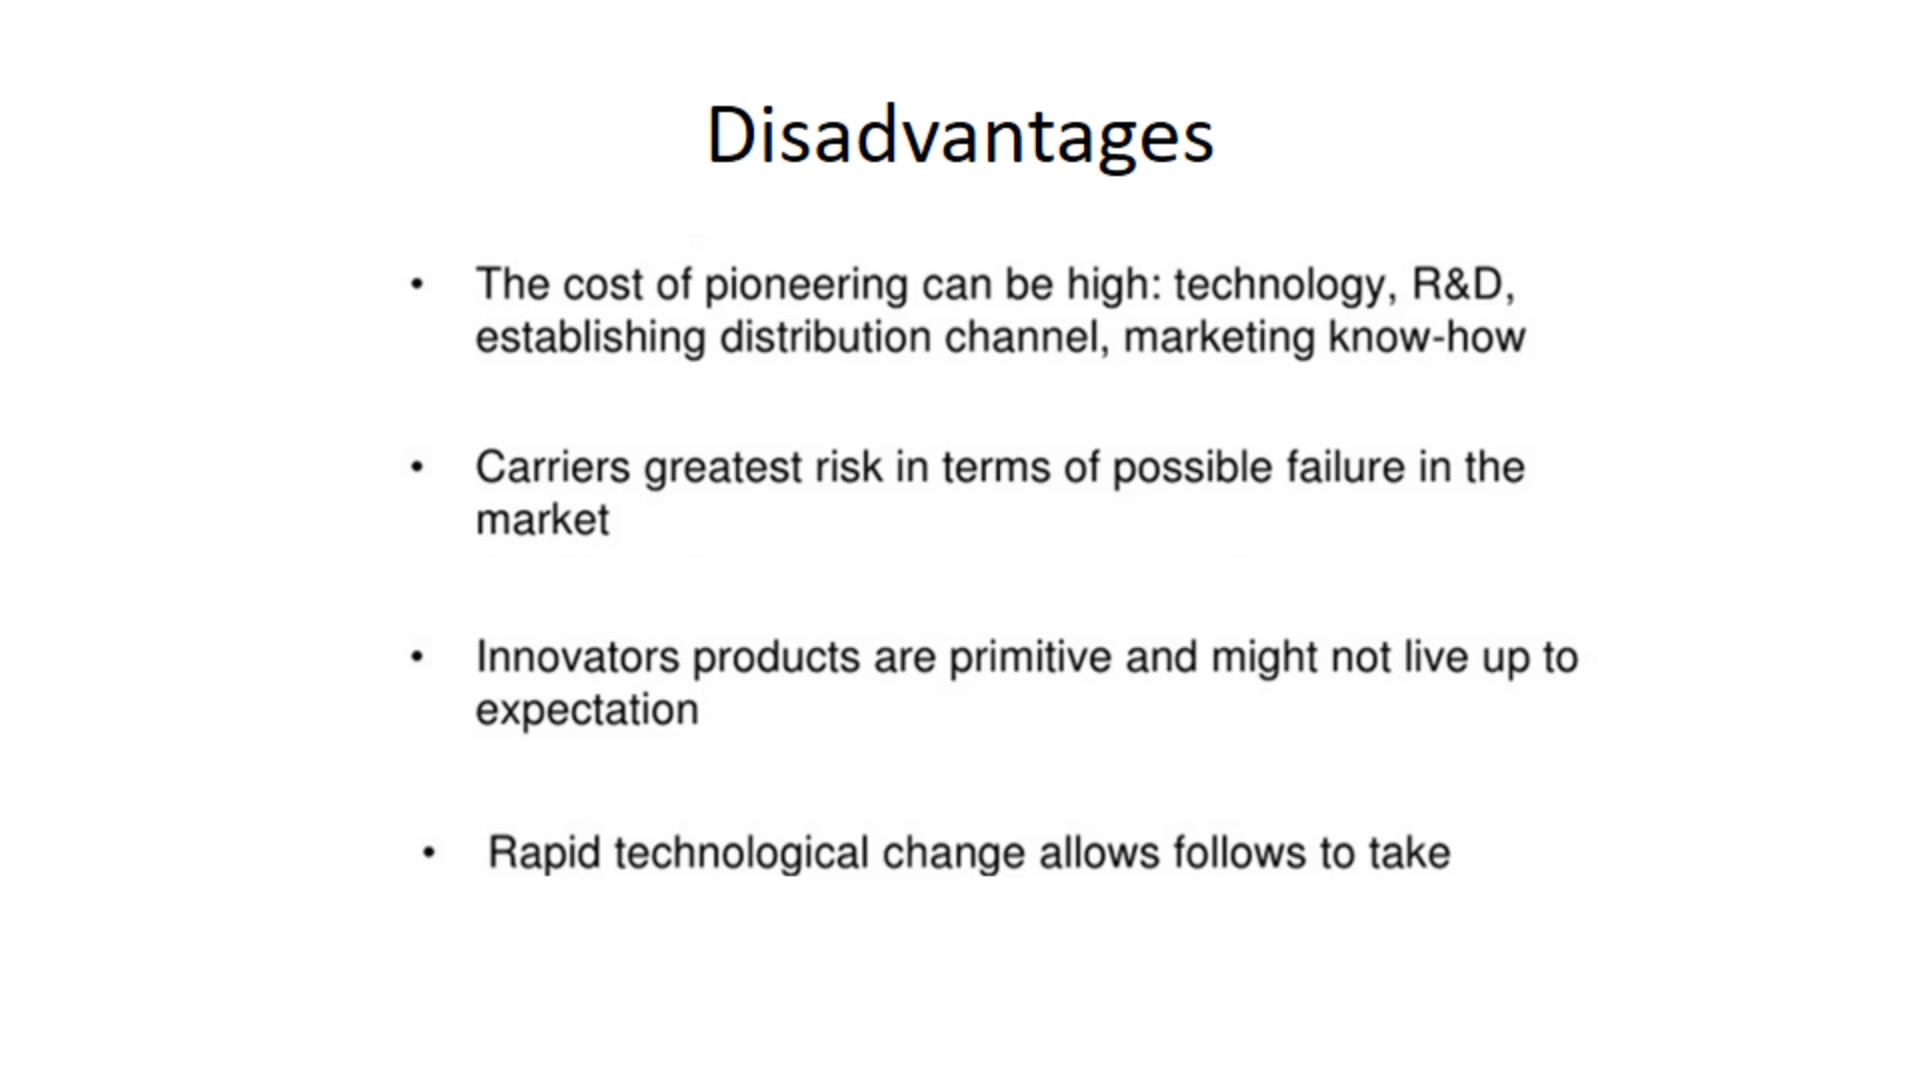 Disadvantages
• The cost of pioneering can be high: technology, R&D,
establishing distribution channel, marketing know-how
• Carriers greatest risk in terms of possible failure in the
market
• Innovators products are primitive and might not live up to
expectation
• Rapid technological change allows follows to take